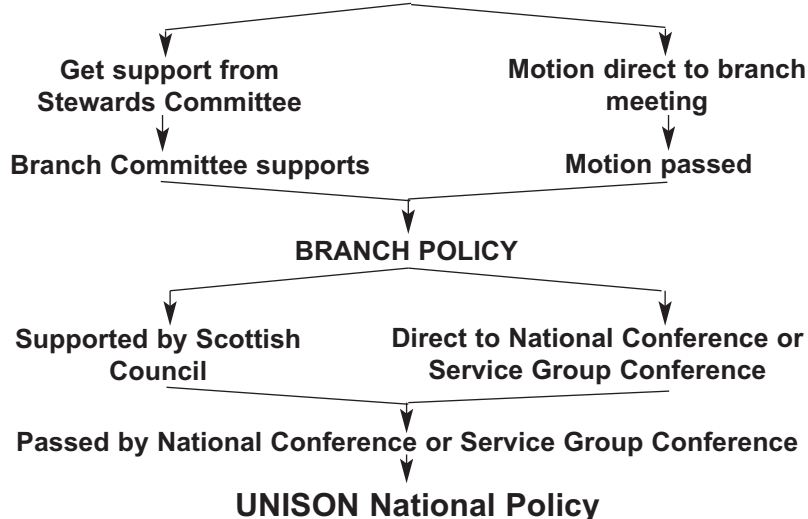 Get support from
Stewards Committee
Motion direct to branch
meeting
Branch Committee supports
Motion passed
BRANCH POLICY
Supported by Scottish
Council
Direct to National Conference or
Service Group Conference
Passed by National Conference or Service Group Conference
UNISON National Policy